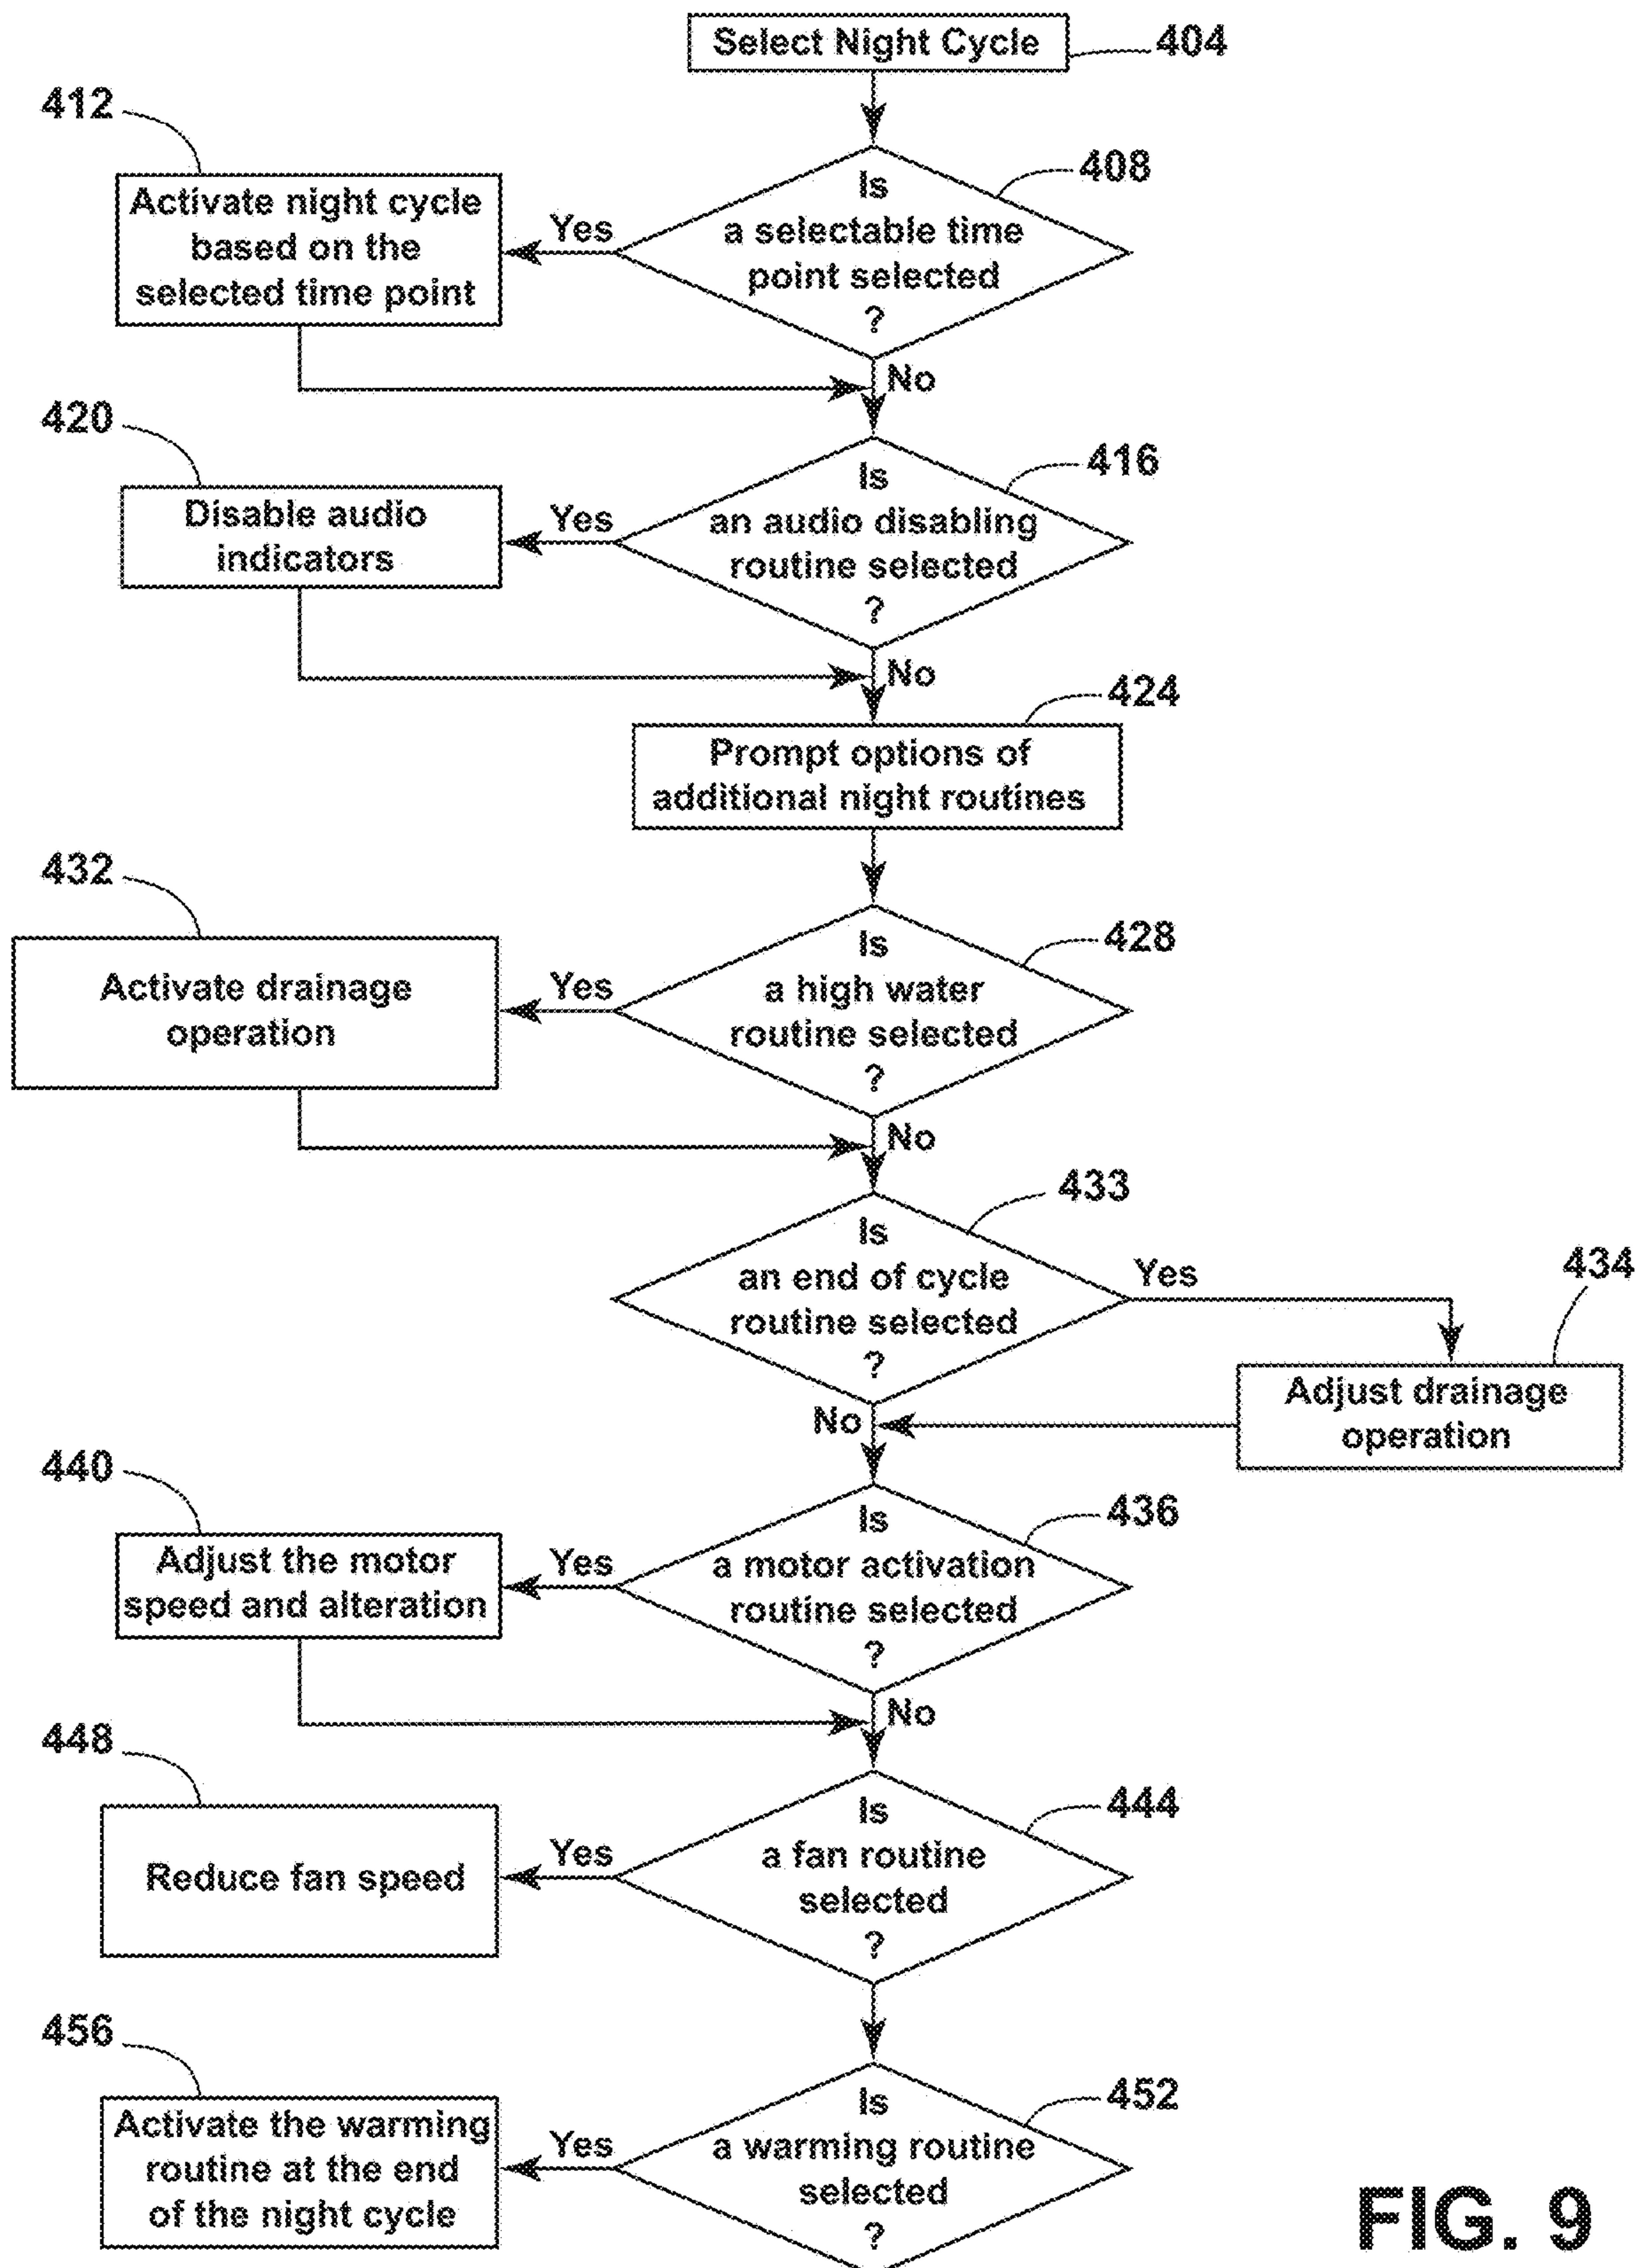 Select Night Cycle
404
412
408
Activate night cycle
based on the
selected time point
Yes
Is
a selectable time
point selected
?
No
420
416
Disable audio
indicators
Yes
Is
an audio disabling
routine selected
?
No
424
Prompt options of
additional night routines
432
428
Activate drainage
operation
Yes
Is
a high water
routine selected
?
No
433
Is
an end of cycle
routine selected
?
Yes
434
No
Adjust drainage
operation
440
436
Adjust the motor
speed and alteration
Yes
Is
a motor activation
routine selected
?
No
448
444
Reduce fan speed
Yes
Is
a fan routine
selected
?
456
452
Activate the warming
routine at the end
of the night cycle
Yes
Is
a warming routine
selected
?
FIG. 9